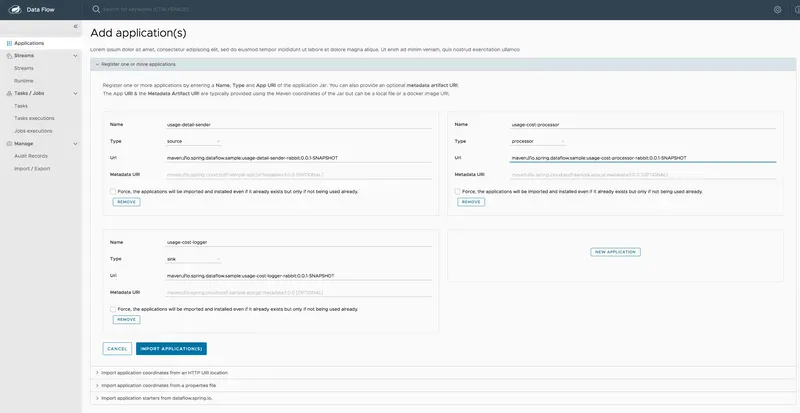 Data Flow
Search for keywords (CTRL+SPACE)
«
Applications
Streams
Streams
Runtime
Tasks / Jobs
Tasks
Tasks executions
Jobs executions
Manage
Audit Records
Import / Export
Add application(s)
Lorem ipsum dolor sit amet, consectetur adipiscing elit, sed do eiusmod tempor incididunt ut labore et dolore magna aliqua. Ut enim ad minim veniam, quis nostrud exercitation ullamco
Register one or more applications
Register one or more applications by entering a Name, Type and App URI of the application Jar. You can also provide an optional metadata artifact URI.
The App URI & the Metadata Artifact URI are typically provided using the Maven coordinates of the Jar but can be a local file or a docker image URI.
Name usage-detail-sender
Type source
Uri maven://io.spring.dataflow.sample:usage-detail-sender-rabbit:0.0.1-SNAPSHOT
Metadata URI
Force, the applications will be imported and installed even if it already exists but only if not being used already.
REMOVE
Name usage-cost-processor
Type processor
Uri maven://io.spring.dataflow.sample:usage-cost-processor-rabbit:0.0.1-SNAPSHOT
Metadata URI
Force, the applications will be imported and installed even if it already exists but only if not being used already.
REMOVE
Name usage-cost-logger
Type sink
Uri maven://io.spring.dataflow.sample:usage-cost-logger-rabbit:0.0.1-SNAPSHOT
Metadata URI
Force, the applications will be imported and installed even if it already exists but only if not being used already.
REMOVE
NEW APPLICATION
CANCEL
IMPORT APPLICATION(S)
Import application coordinates from an HTTP URI location
Import application coordinates from a properties file
Import application starters from dataflow.spring.io.